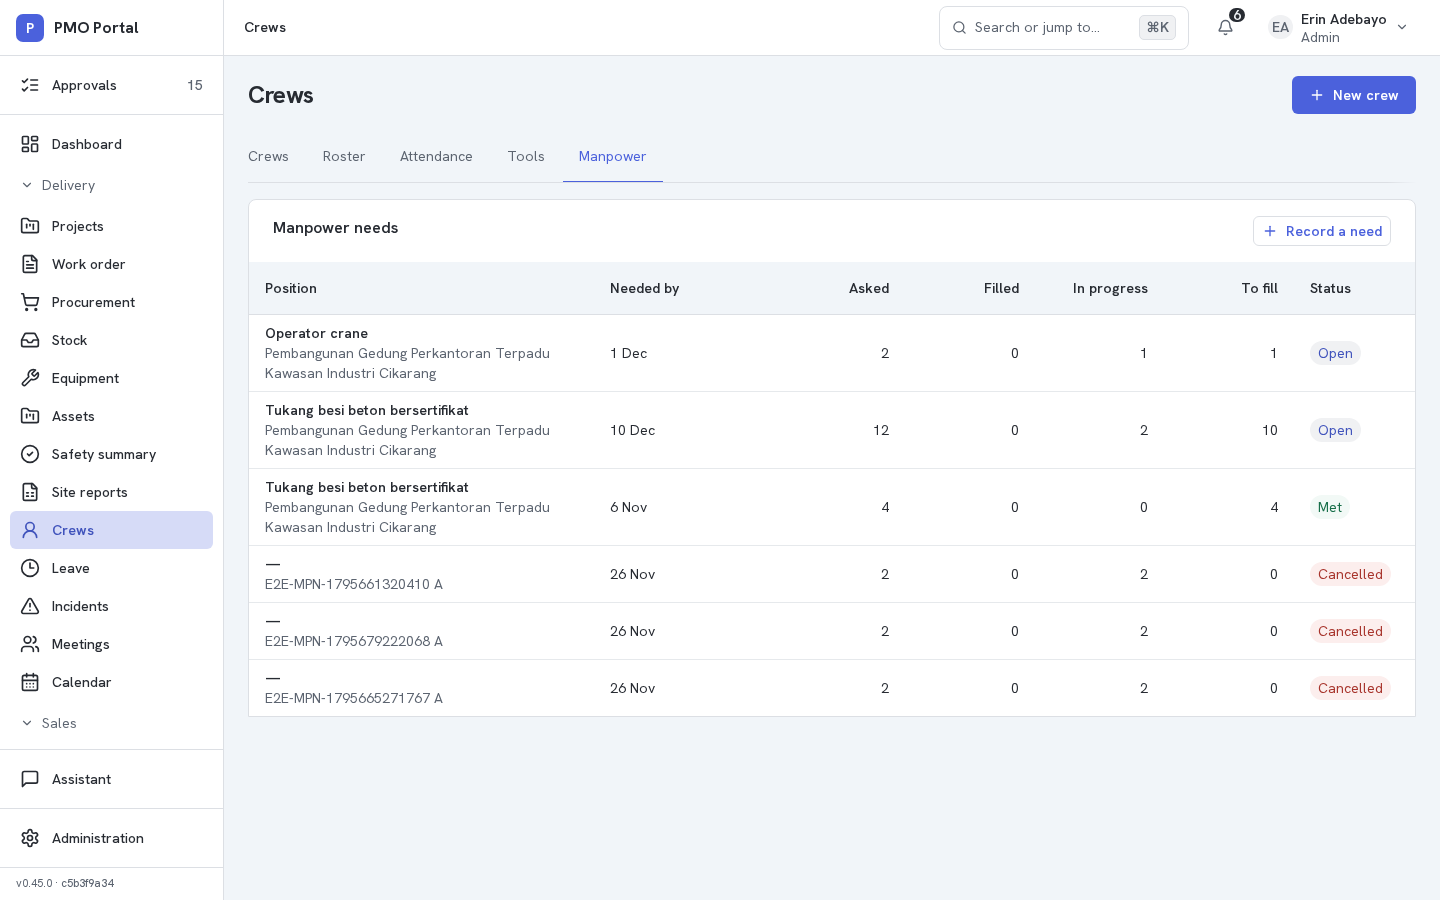 P PMO Portal
Crews
Search or jump to... ⌘K
6
EA
Erin Adebayo
Admin
Approvals 15
Dashboard
Delivery
Projects
Work order
Procurement
Stock
Equipment
Assets
Safety summary
Site reports
Crews
Leave
Incidents
Meetings
Calendar
Sales
Assistant
Administration
v0.45.0 · c5b3f9a34
Crews
New crew
Crews Roster Attendance Tools Manpower
Manpower needs
Record a need
Position Needed by Asked Filled In progress To fill Status
Operator crane
Pembangunan Gedung Perkantoran Terpadu
Kawasan Industri Cikarang
1 Dec 2 0 1 1 Open
Tukang besi beton bersertifikat
Pembangunan Gedung Perkantoran Terpadu
Kawasan Industri Cikarang
10 Dec 12 0 2 10 Open
Tukang besi beton bersertifikat
Pembangunan Gedung Perkantoran Terpadu
Kawasan Industri Cikarang
6 Nov 4 0 0 4 Met
—
E2E-MPN-1795661320410 A
26 Nov 2 0 2 0 Cancelled
—
E2E-MPN-1795679222068 A
26 Nov 2 0 2 0 Cancelled
—
E2E-MPN-1795665271767 A
26 Nov 2 0 2 0 Cancelled